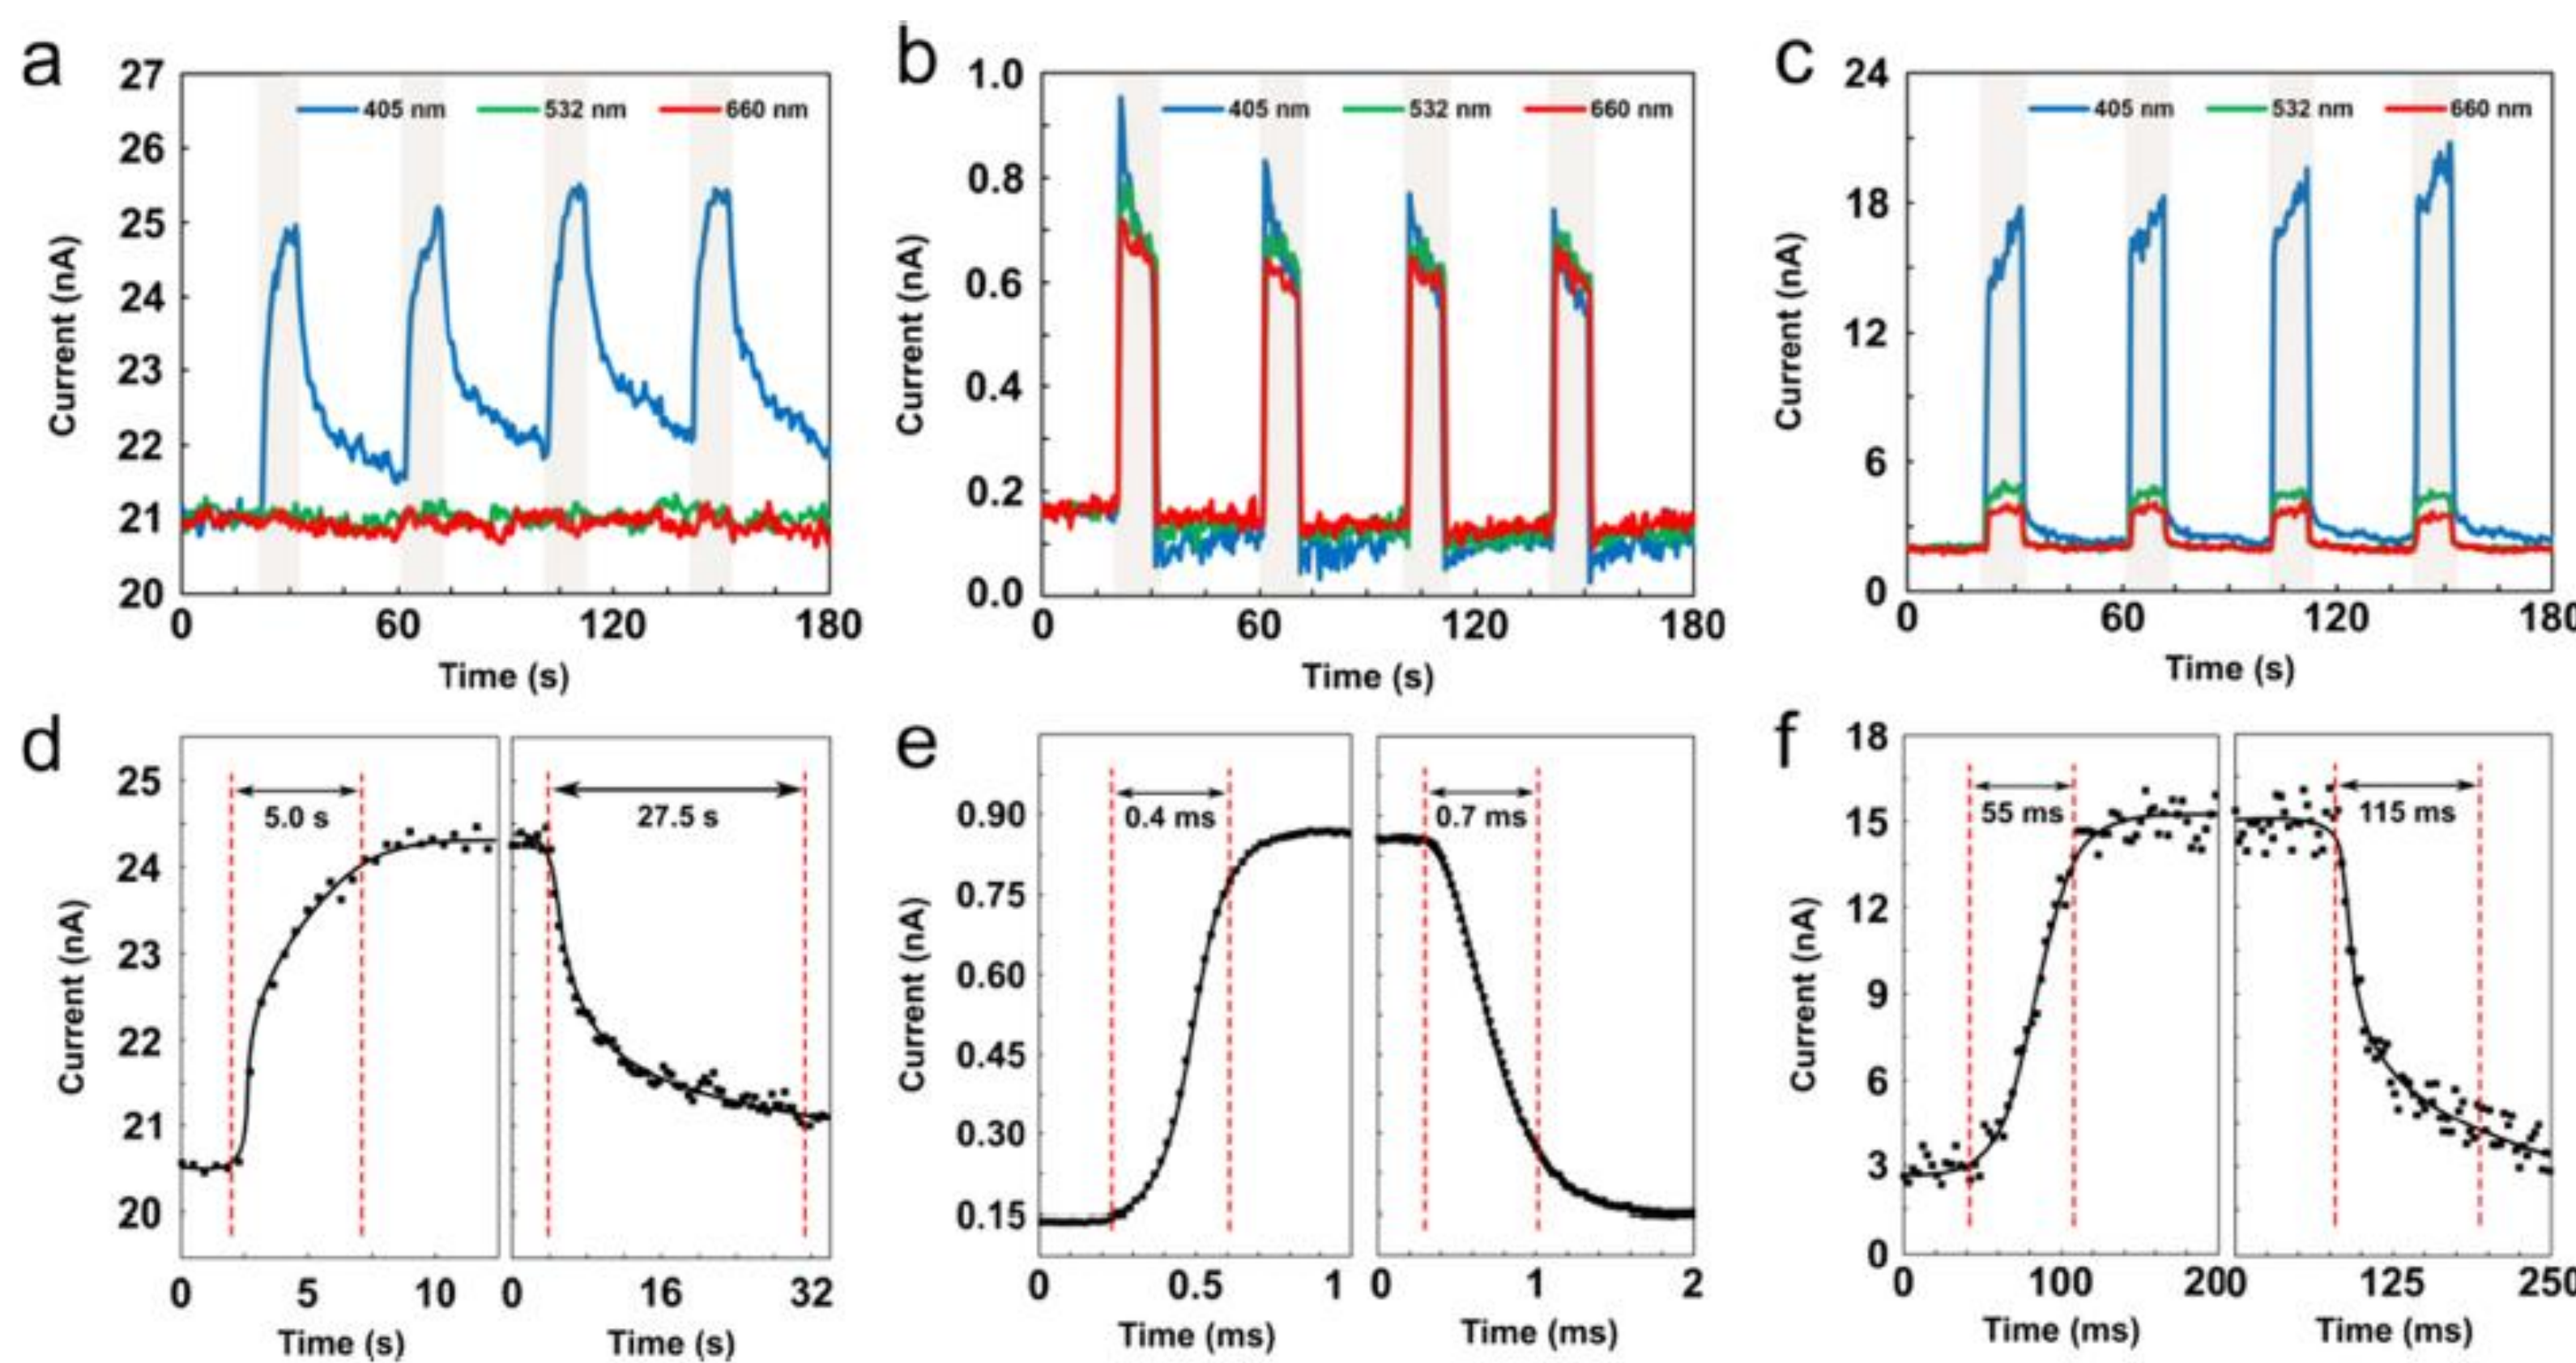 a
27
26
25
24
23
22
21
20
Current (nA)
405 nm 532 nm 660 nm
0 60 120 180
Time (s)
b
1.0
0.8
0.6
0.4
0.2
0.0
Current (nA)
405 nm 532 nm 660 nm
0 60 120 180
Time (s)
c
24
18
12
6
0
Current (nA)
405 nm 532 nm 660 nm
0 60 120 180
Time (s)
d
25
24
23
22
21
20
Current (nA)
5.0 s
27.5 s
0 5 10 0 16 32
Time (s) Time (s)
e
0.90
0.75
0.60
0.45
0.30
0.15
Current (nA)
0.4 ms
0.7 ms
0 0.5 1 0 1 2
Time (ms) Time (ms)
f
18
15
12
9
6
3
0
Current (nA)
55 ms
115 ms
0 100 200 125 250
Time (ms) Time (ms)